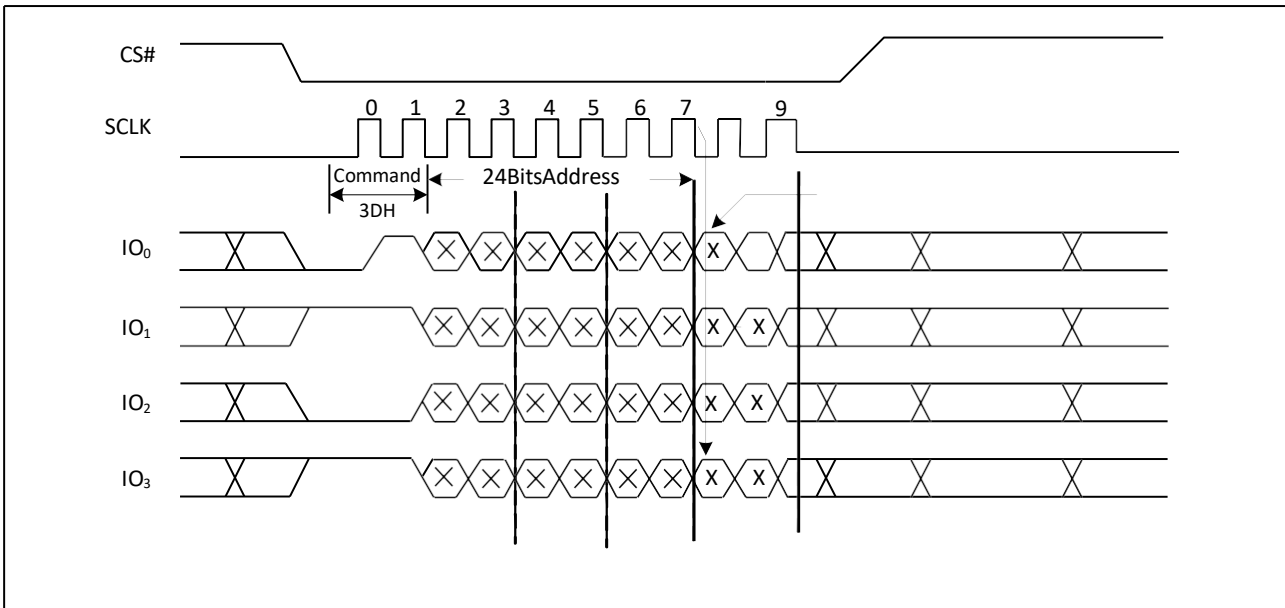 CS#
0 1 2 3 4 5 6 7 9
SCLK
Command
24BitsAddress
3DH
IO₀ X
IO₁ X X
IO₂ X X
IO₃ X X